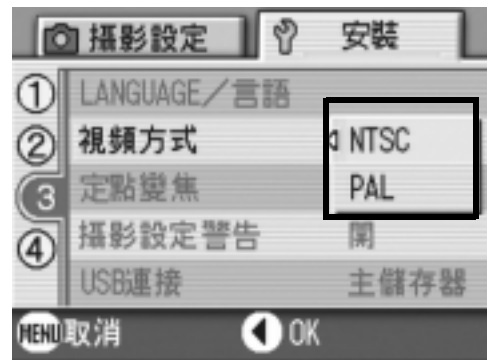 攝影設定 安裝
① LANGUAGE／言語
② 視頻方式 NTSC
3 定點變焦 PAL
④ 攝影設定警告 開
USB連接 主儲存器
MENU 取消 OK